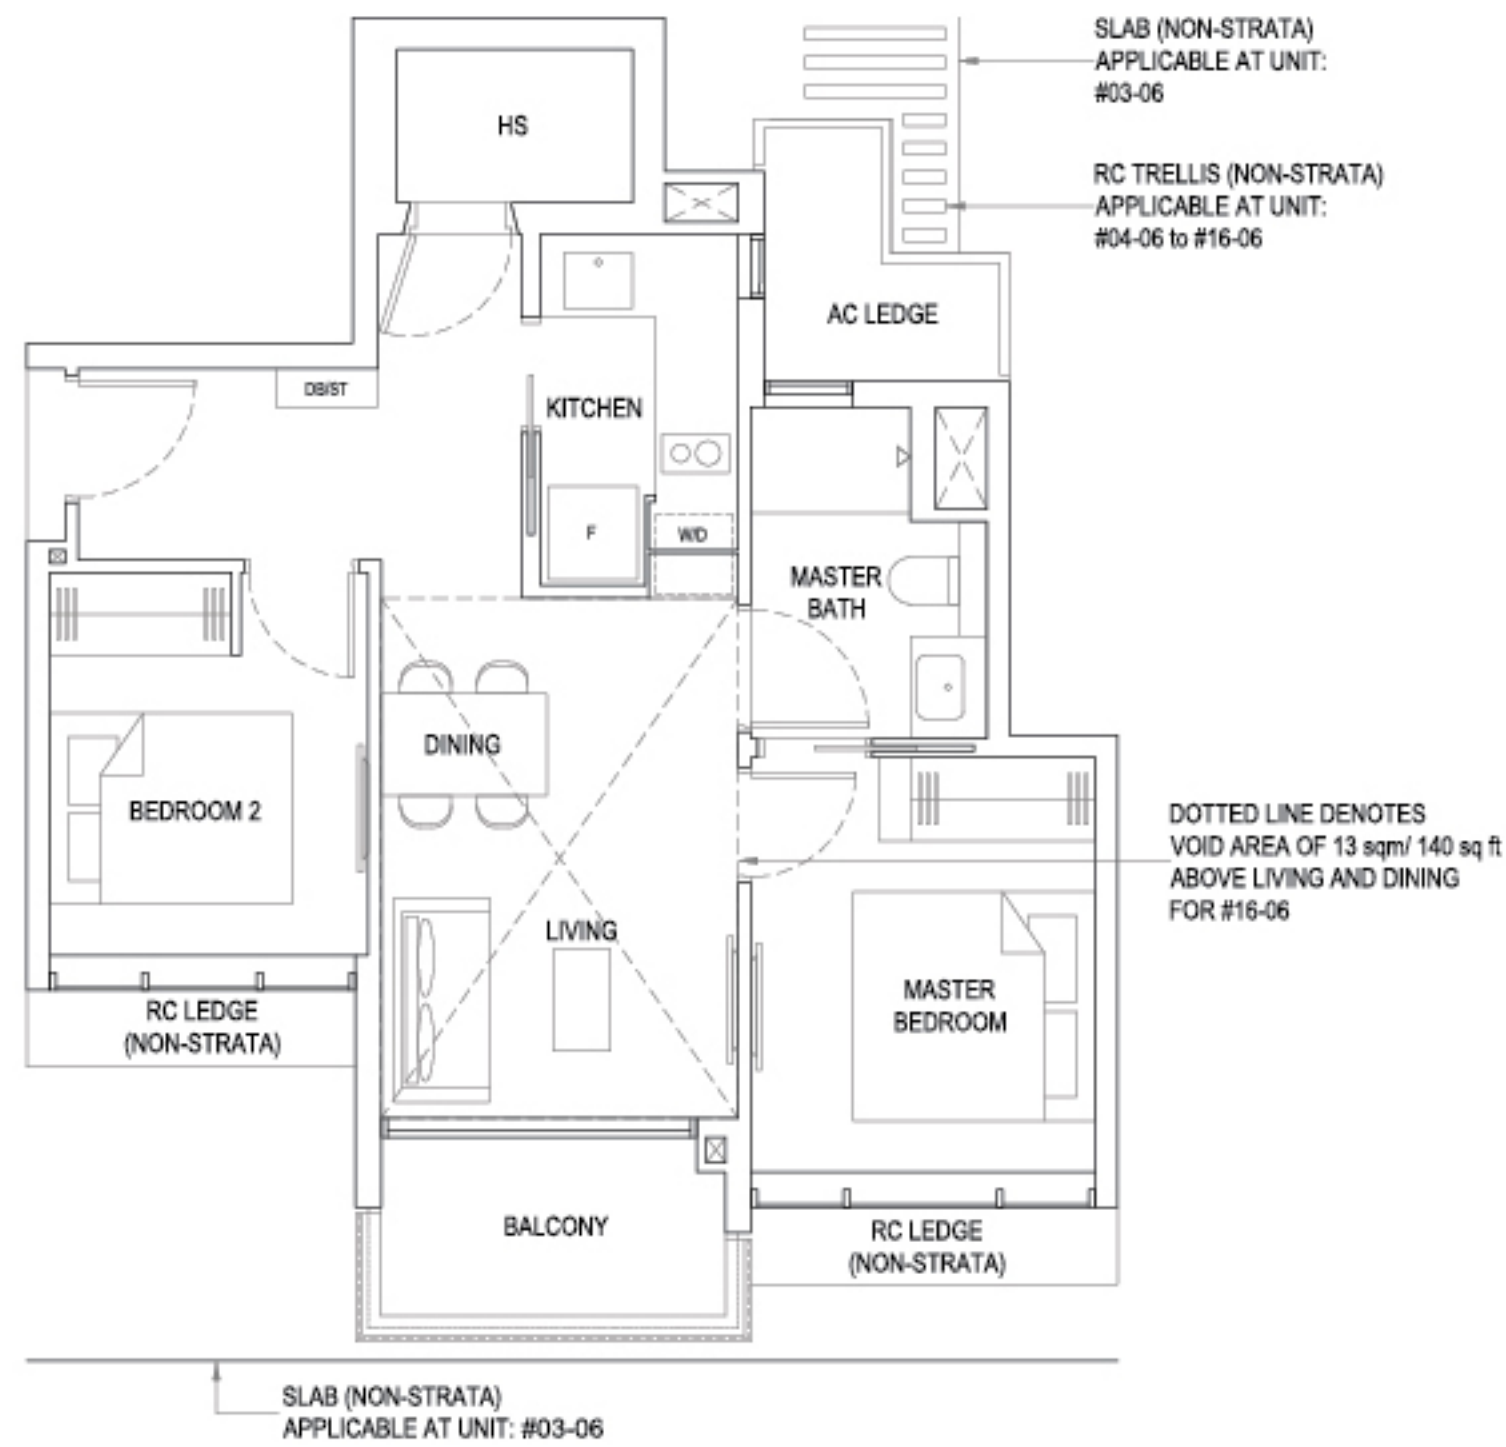 SLAB (NON-STRATA)
APPLICABLE AT UNIT:
#03-06
HS
RC TRELLIS (NON-STRATA)
APPLICABLE AT UNIT:
#04-06 to #16-06
AC LEDGE
DB/ST
KITCHEN
F
W/D
MASTER
BATH
DINING
BEDROOM 2
DOTTED LINE DENOTES
VOID AREA OF 13 sqm/ 140 sq ft
ABOVE LIVING AND DINING
FOR #16-06
LIVING
MASTER
BEDROOM
RC LEDGE
(NON-STRATA)
BALCONY
RC LEDGE
(NON-STRATA)
SLAB (NON-STRATA)
APPLICABLE AT UNIT: #03-06